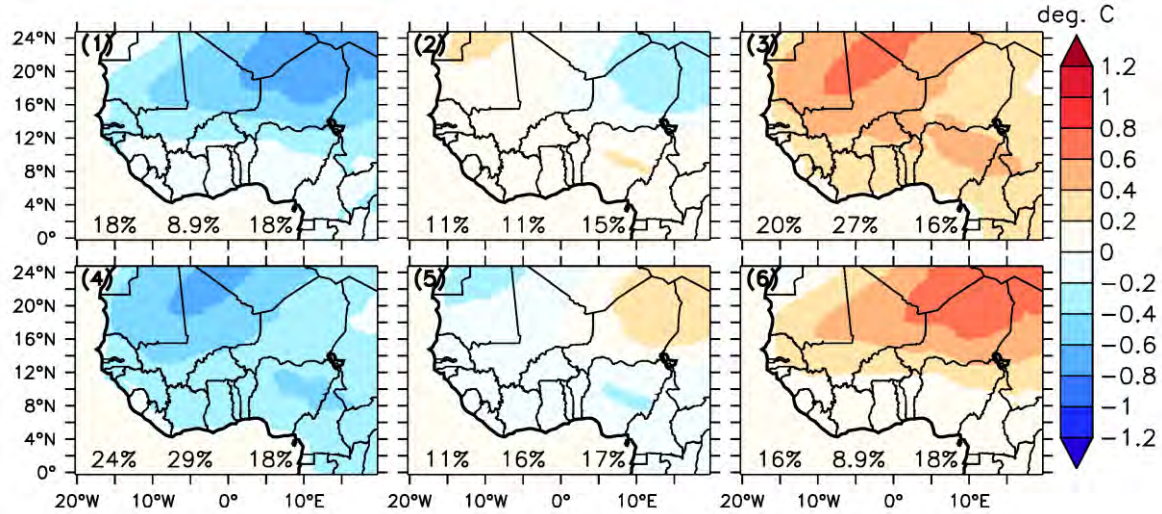 deg. C
24°N
20°N
16°N
12°N
8°N
4°N
0°
(1)
18% 8.9% 18%
(2)
11% 11% 15%
(3)
20% 27% 16%
1.2
1
0.8
0.6
0.4
0.2
0
−0.2
−0.4
−0.6
−0.8
−1
−1.2
24°N
20°N
16°N
12°N
8°N
4°N
0°
(4)
24% 29% 18%
(5)
11% 16% 17%
(6)
16% 8.9% 18%
20°W 10°W 0° 10°E 20°W 10°W 0° 10°E 20°W 10°W 0° 10°E